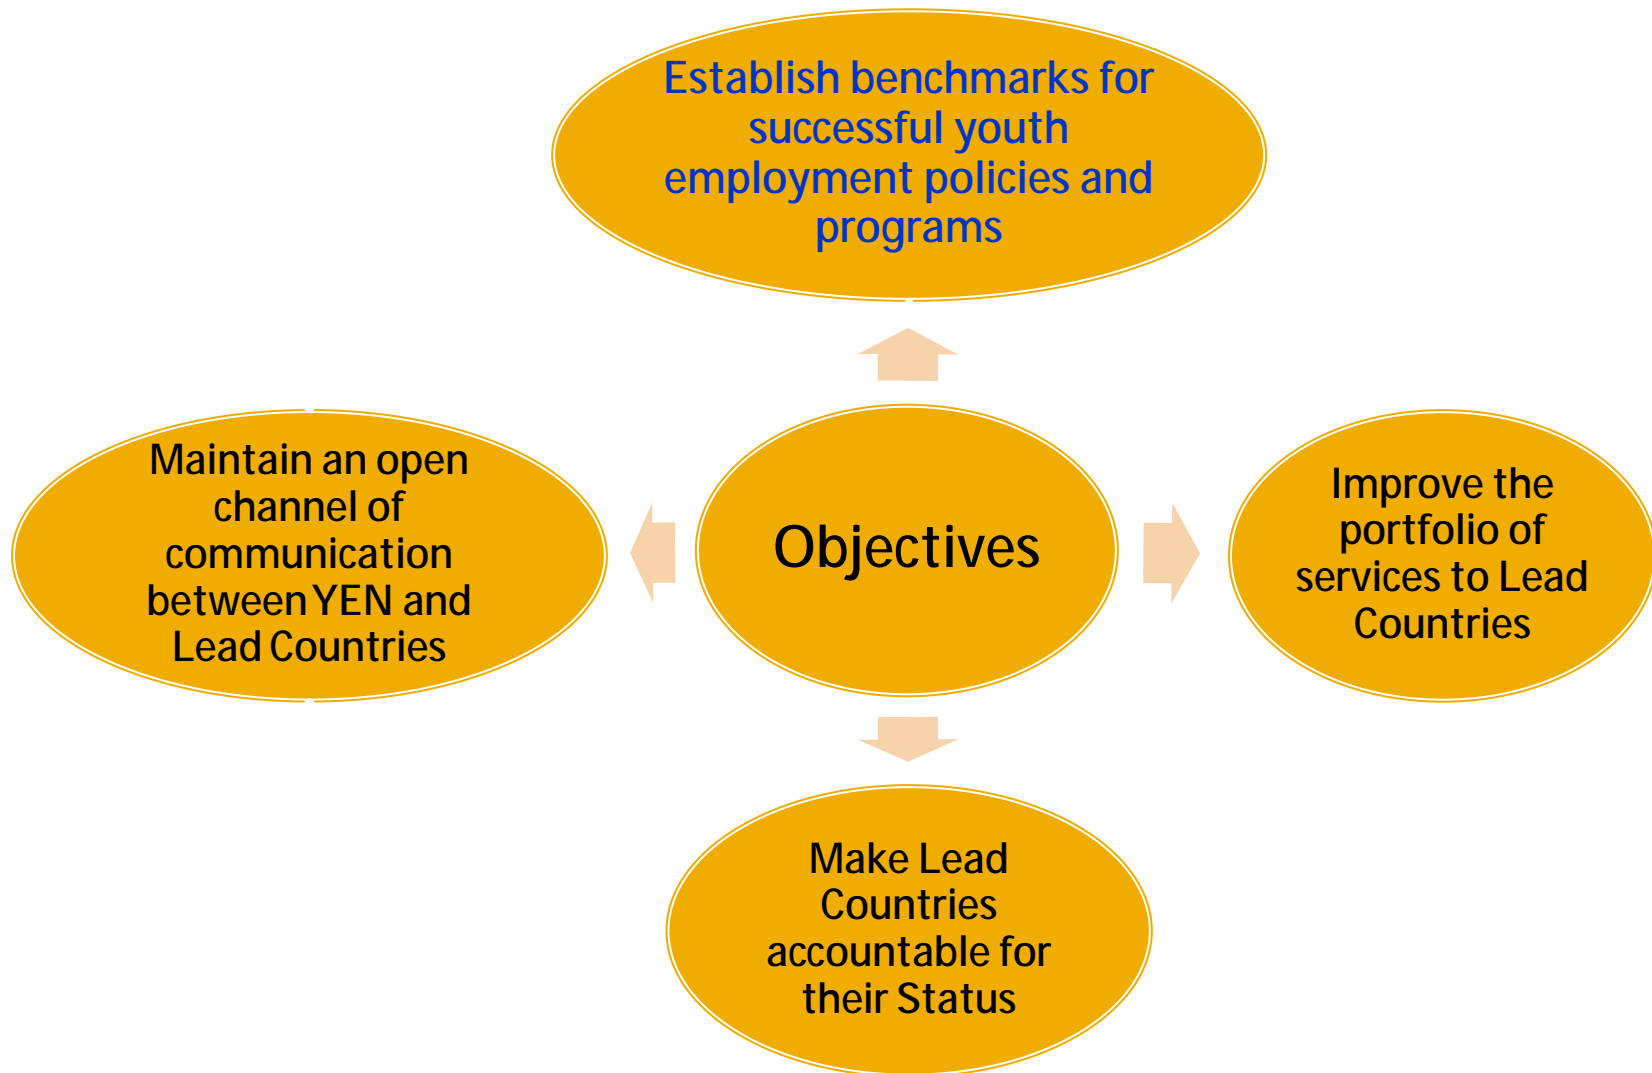 Establish benchmarks for
successful youth
employment policies and
programs
Maintain an open
channel of
communication
between YEN and
Lead Countries
Objectives
Improve the
portfolio of
services to Lead
Countries
Make Lead
Countries
accountable for
their Status